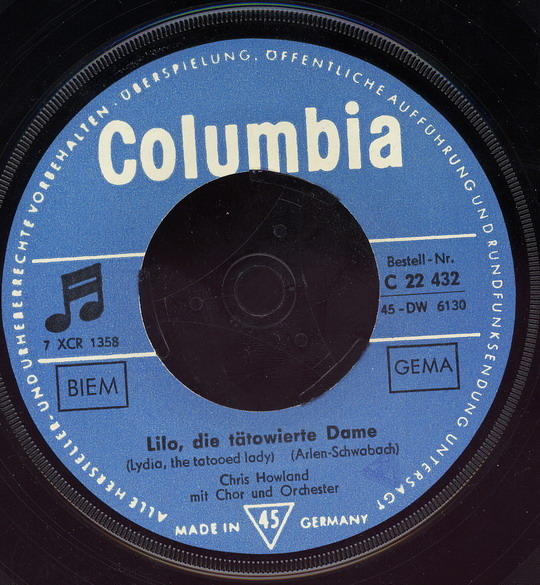 ALLE HERSTELLER- UND URHEBERRECHTE VORBEHALTEN. ÜBERSPIELUNG, ÖFFENTLICHE AUFFÜHRUNG UND RUNDFUNKSENDUNG UNTERSAGT
Columbia
Bestell-Nr.
C 22 432
45-DW 6130
7 XCR 1358
BIEM
GEMA
Lilo, die tätowierte Dame
(Lydia, the tatooed lady) (Arlen-Schwabach)
Chris Howland
mit Chor und Orchester
MADE IN 45 GERMANY